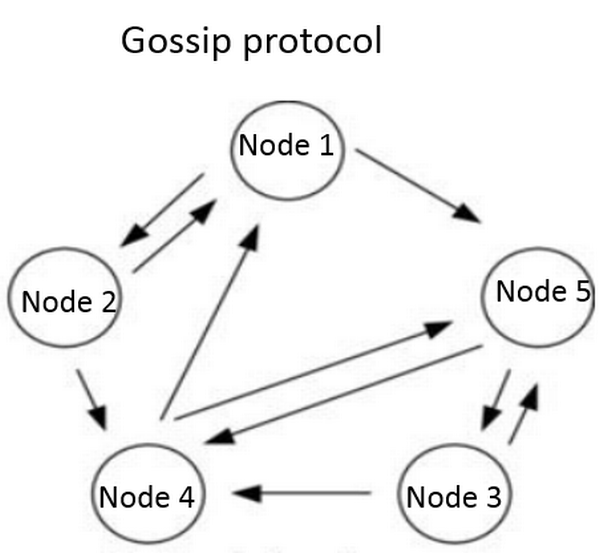 Gossip protocol
Node 1
Node 2
Node 5
Node 4
Node 3